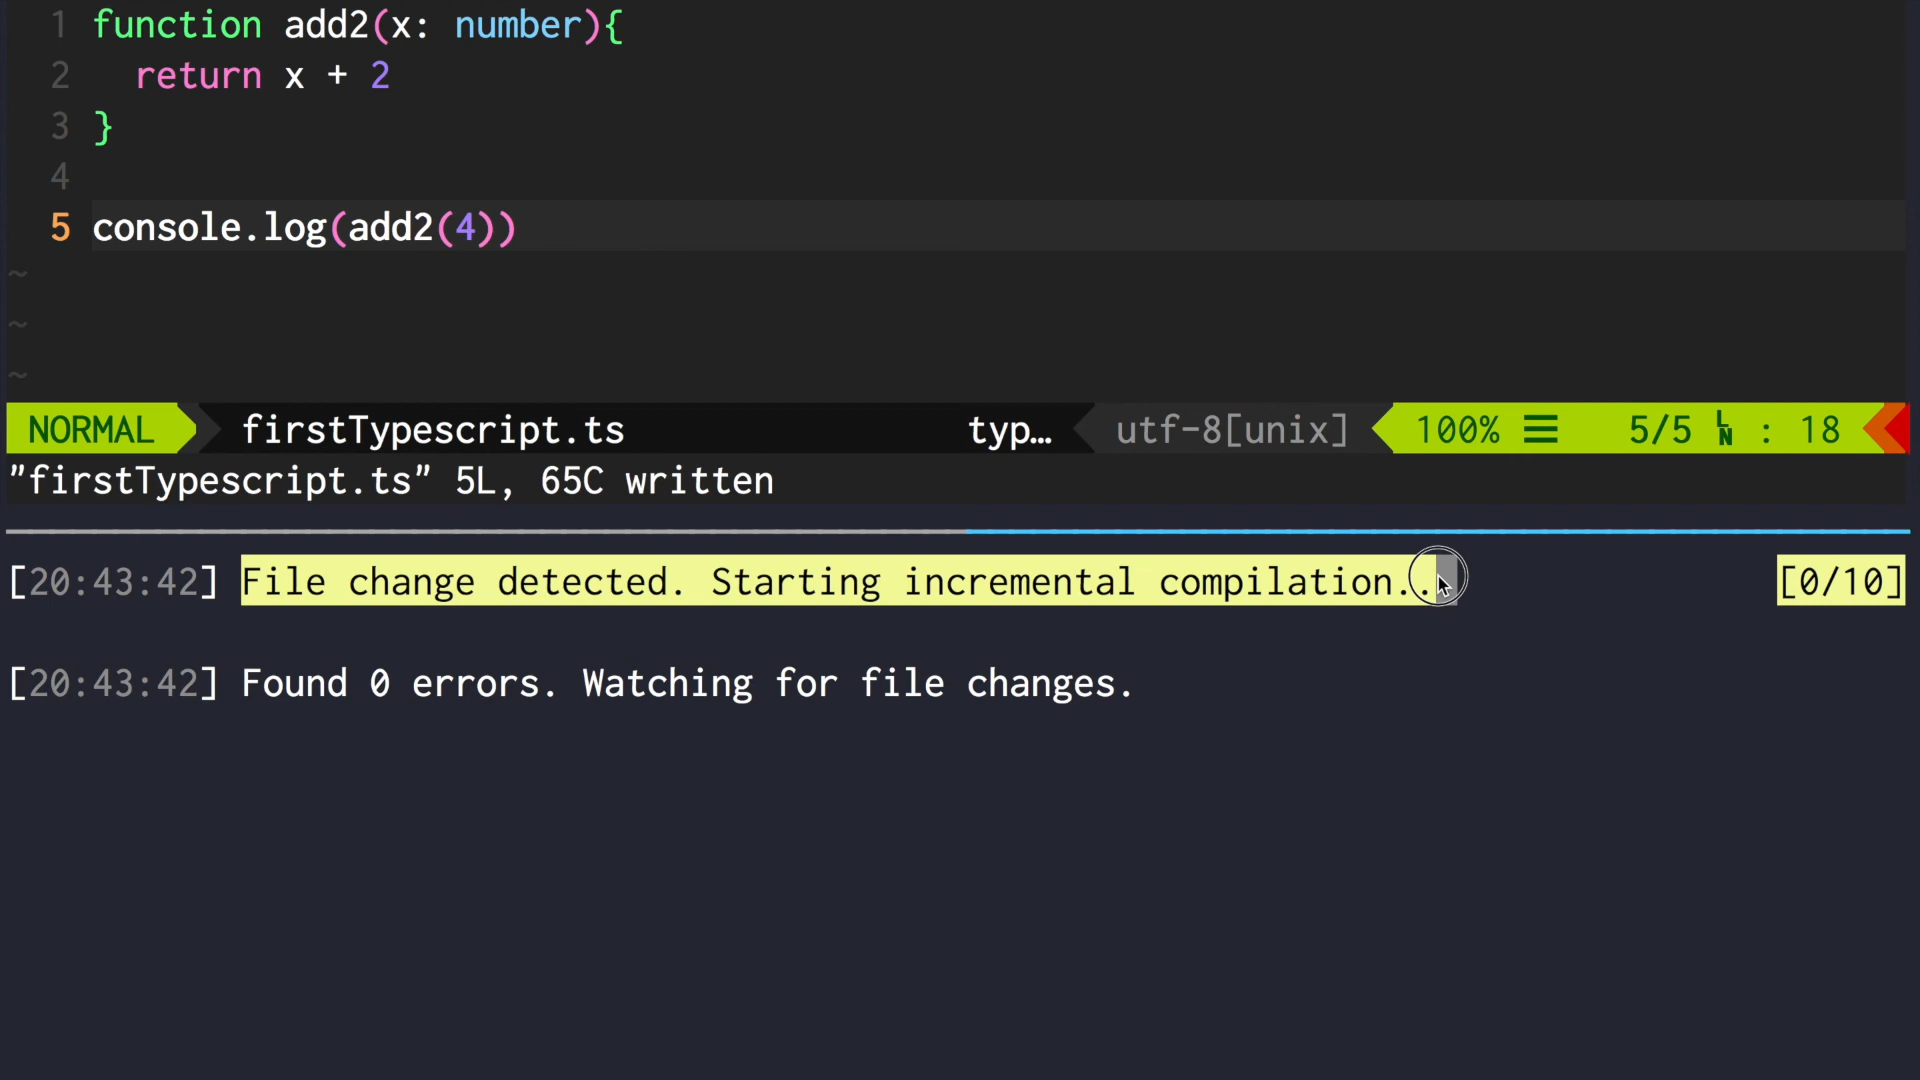 1 function add2(x: number){
2   return x + 2
3 }
4
5 console.log(add2(4))
~
~
~
NORMAL firstTypescript.ts typ… utf-8[unix] 100% ☰ 5/5 ㏑ : 18
"firstTypescript.ts" 5L, 65C written
[20:43:42] File change detected. Starting incremental compilation... [0/10]
[20:43:42] Found 0 errors. Watching for file changes.